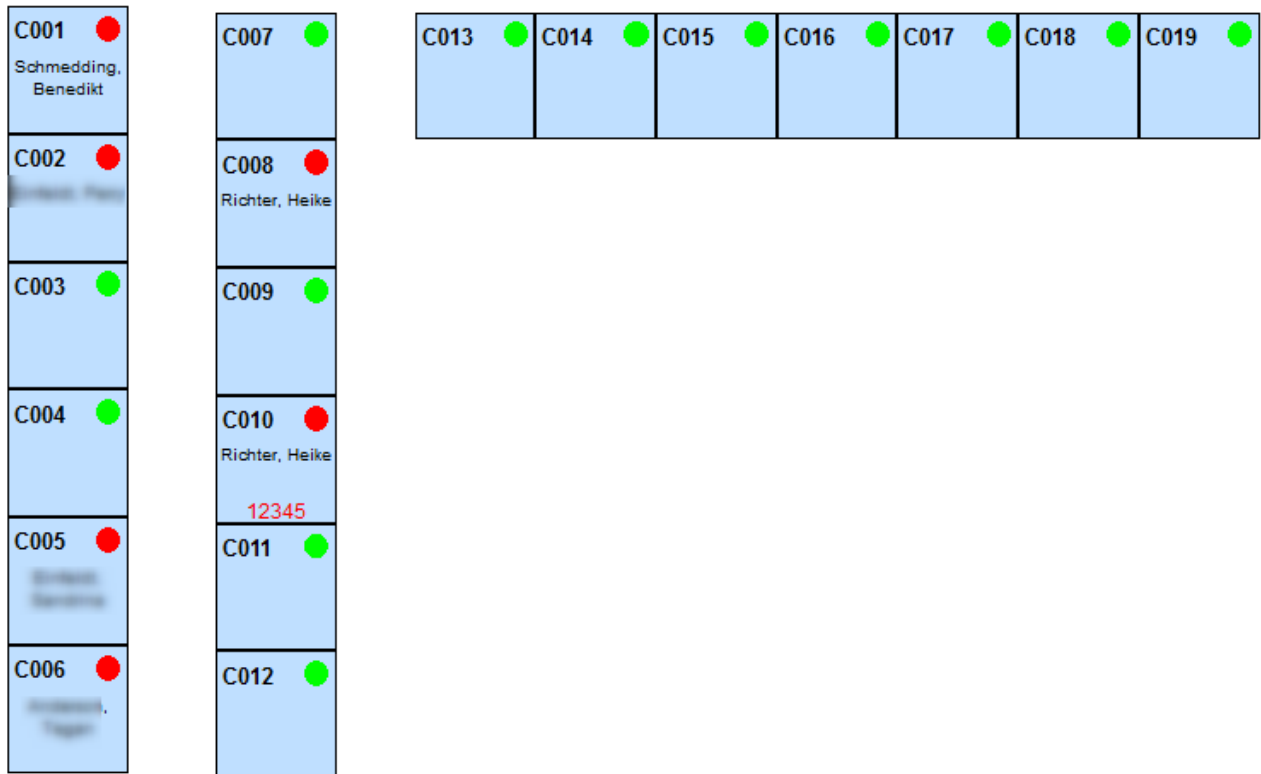 C001
Schmedding,
Benedikt
C002
C003
C004
C005
C006
C007
C008
Richter, Heike
C009
C010
Richter, Heike
12345
C011
C012
C013
C014
C015
C016
C017
C018
C019